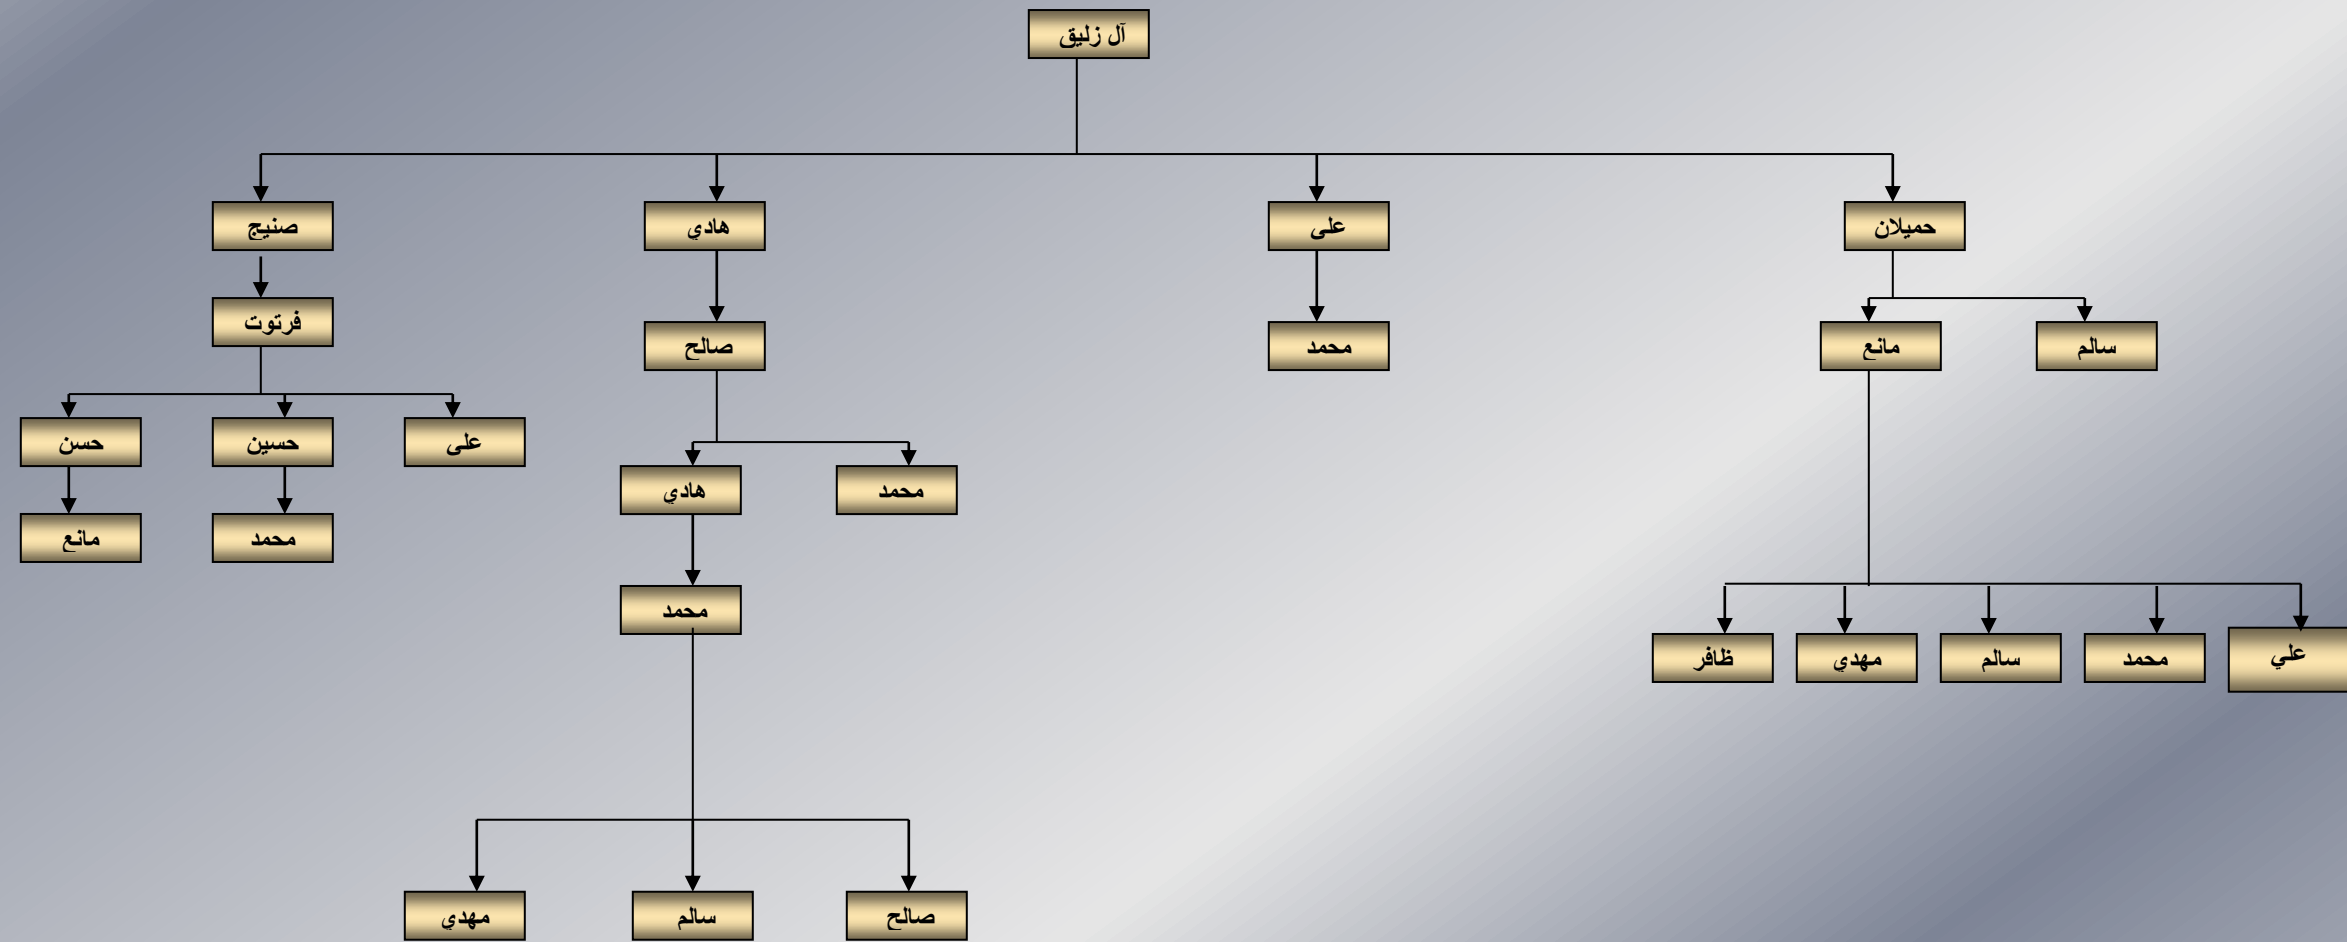 آل زليق
حميلان
على
هادي
صنيج
فرتوت
سالم
مانع
محمد
صالح
على
حسين
حسن
محمد
هادي
محمد
مانع
محمد
علي
محمد
سالم
مهدي
ظافر
صالح
سالم
مهدي